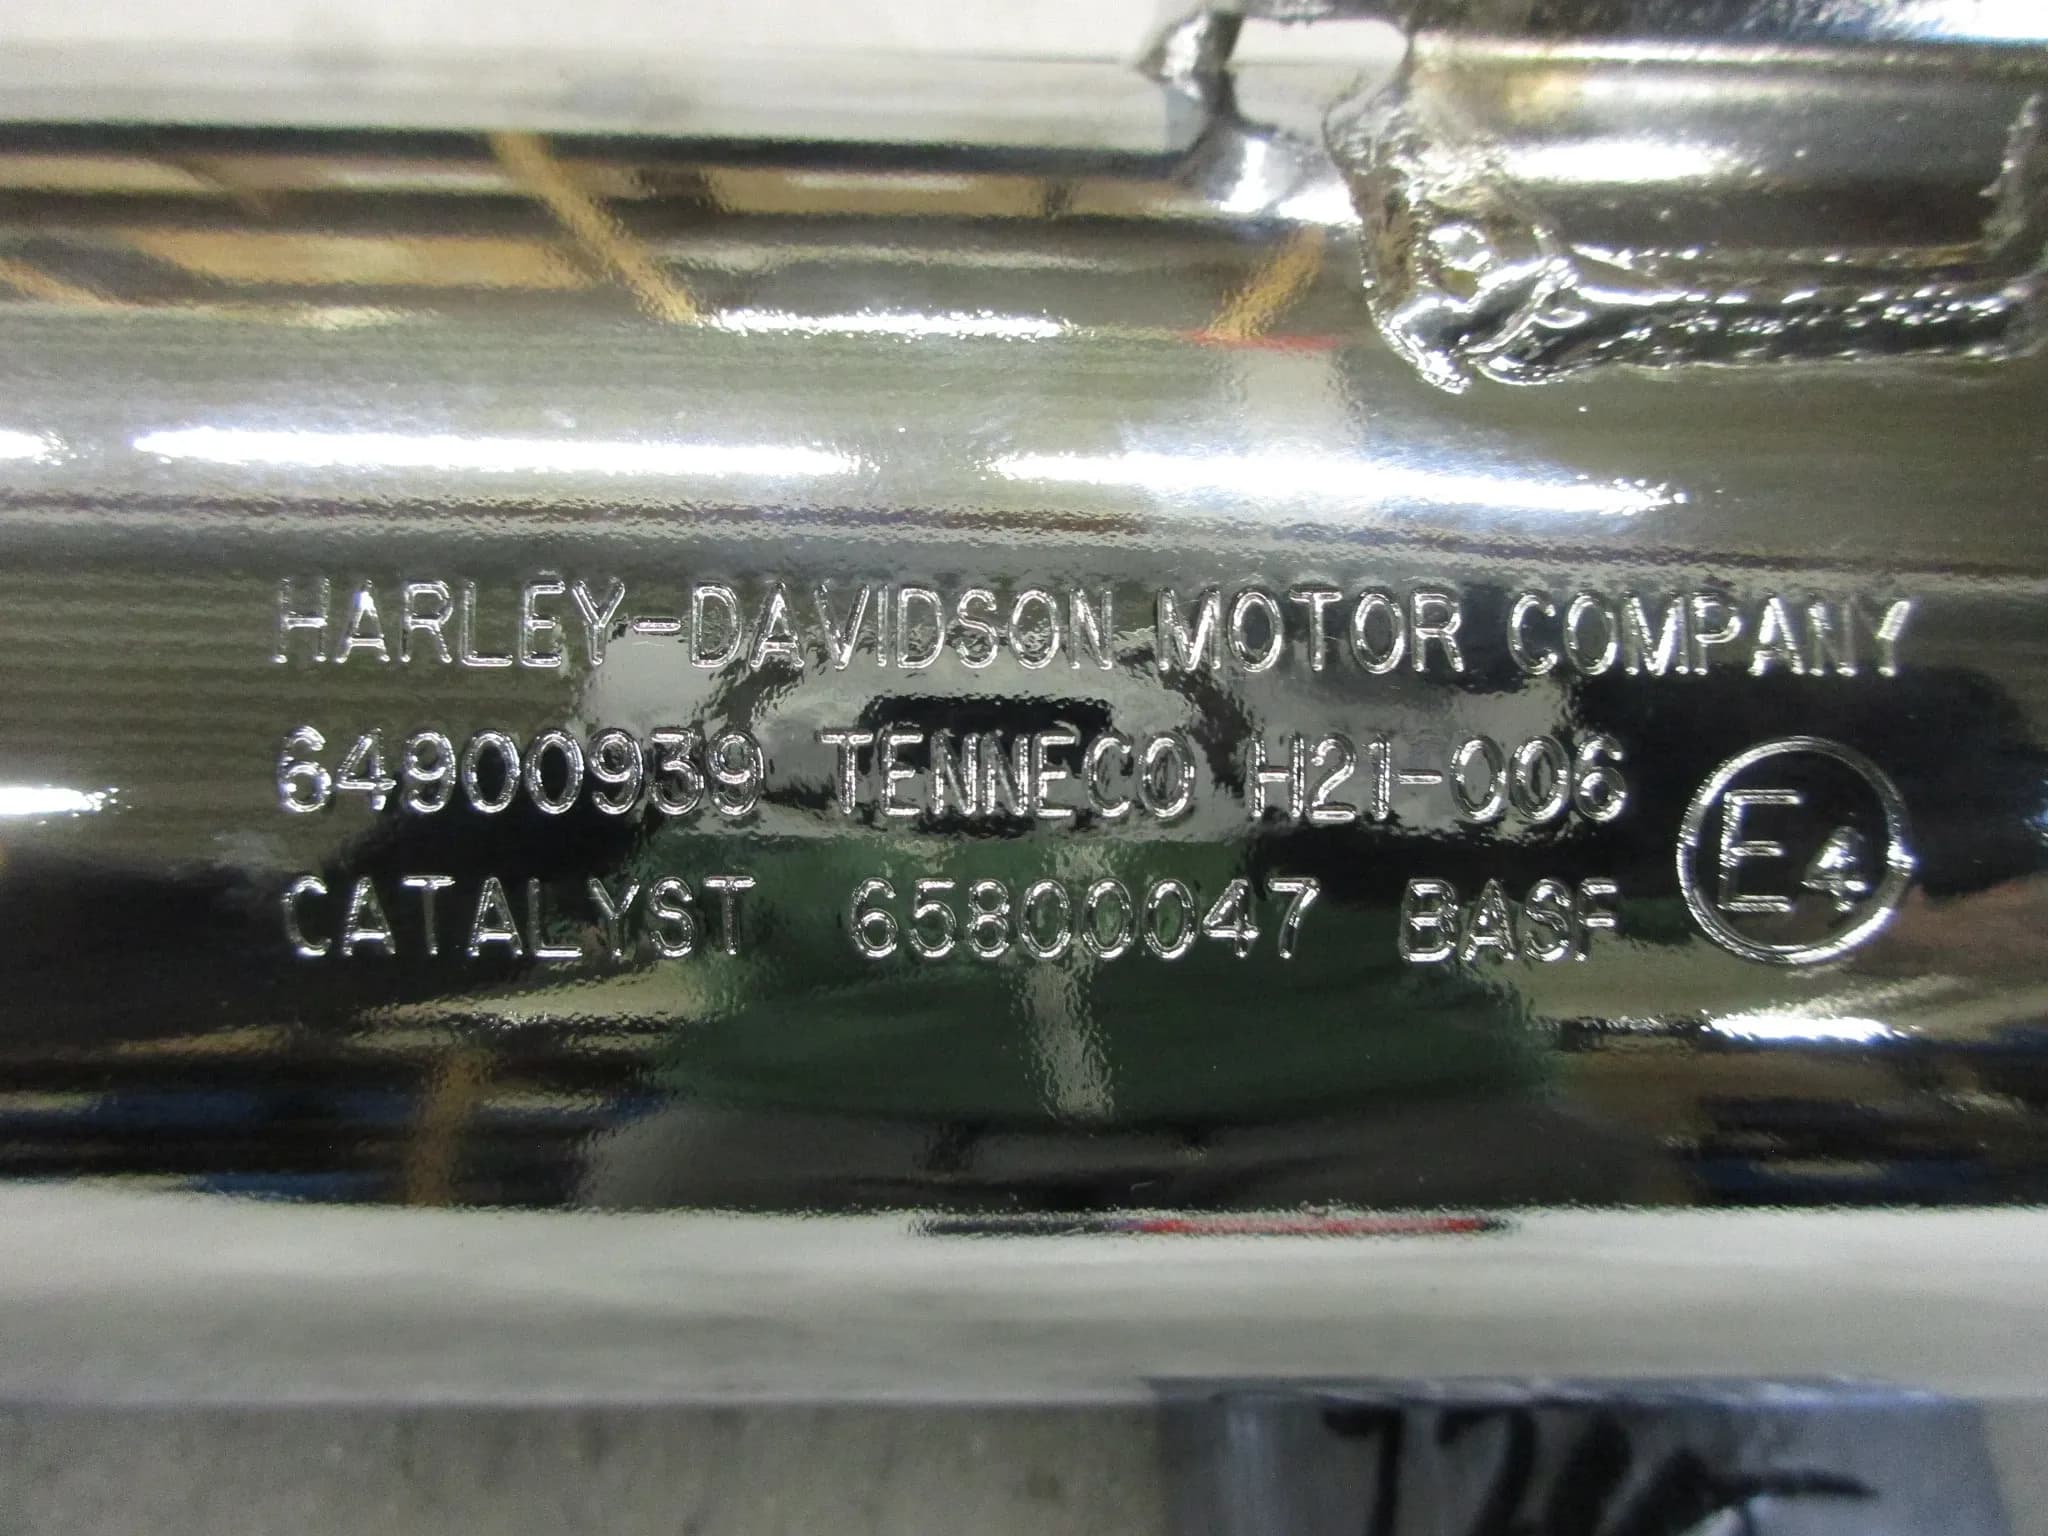 HARLEY-DAVIDSON MOTOR COMPANY
64900939 TENNECO H21-006
E4
CATALYST 65800047 BASF